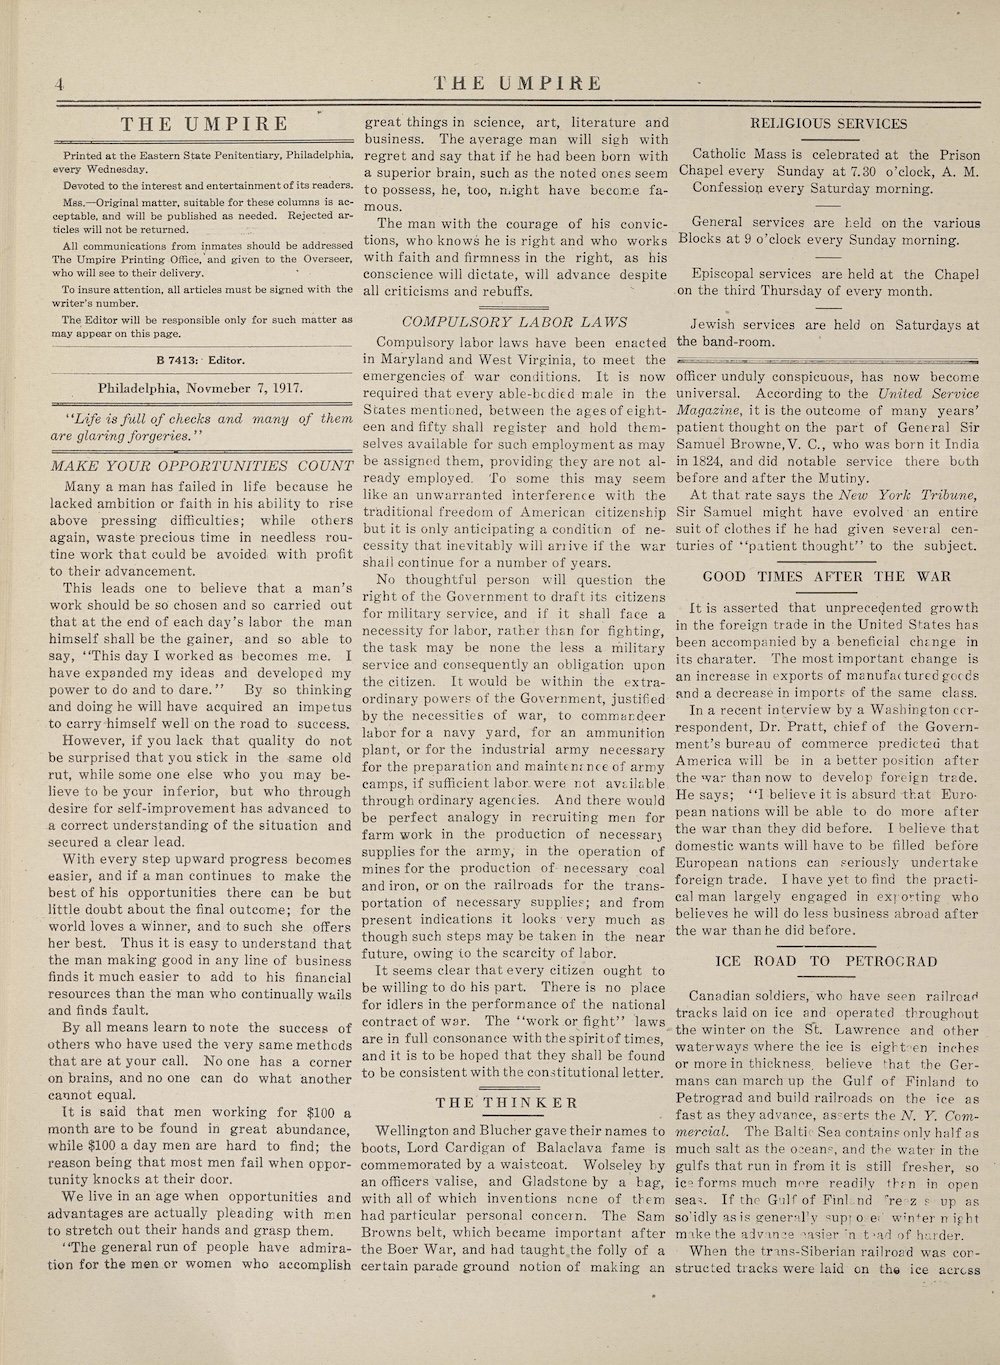 4
THE UMPIRE
THE UMPIRE
Printed at the Eastern State Penitentiary, Philadelphia,
every Wednesday.
Devoted to the interest and entertainment of its readers.
Mss.—Original matter, suitable for these columns is ac-
ceptable, and will be published as needed. Rejected ar-
ticles will not be returned.
All communications from inmates should be addressed
The Umpire Printing Office, and given to the Overseer,
who will see to their delivery.
To insure attention, all articles must be signed with the
writer's number.
The Editor will be responsible only for such matter as
may appear on this page.
B 7413: Editor.
Philadelphia, Novmeber 7, 1917.
"Life is full of checks and many of them
are glaring forgeries."
MAKE YOUR OPPORTUNITIES COUNT
Many a man has failed in life because he
lacked ambition or faith in his ability to rise
above pressing difficulties; while others
again, waste precious time in needless rou-
tine work that could be avoided with profit
to their advancement.
This leads one to believe that a man's
work should be so chosen and so carried out
that at the end of each day's labor the man
himself shall be the gainer, and so able to
say, "This day I worked as becomes me. I
have expanded my ideas and developed my
power to do and to dare." By so thinking
and doing he will have acquired an impetus
to carry himself well on the road to success.
However, if you lack that quality do not
be surprised that you stick in the same old
rut, while some one else who you may be-
lieve to be your inferior, but who through
desire for self-improvement has advanced to
a correct understanding of the situation and
secured a clear lead.
With every step upward progress becomes
easier, and if a man continues to make the
best of his opportunities there can be but
little doubt about the final outcome; for the
world loves a winner, and to such she offers
her best. Thus it is easy to understand that
the man making good in any line of business
finds it much easier to add to his financial
resources than the man who continually wails
and finds fault.
By all means learn to note the success of
others who have used the very same methods
that are at your call. No one has a corner
on brains, and no one can do what another
cannot equal.
It is said that men working for $100 a
month are to be found in great abundance,
while $100 a day men are hard to find; the
reason being that most men fail when oppor-
tunity knocks at their door.
We live in an age when opportunities and
advantages are actually pleading with men
to stretch out their hands and grasp them.
"The general run of people have admira-
tion for the men or women who accomplish
great things in science, art, literature and
business. The average man will sigh with
regret and say that if he had been born with
a superior brain, such as the noted ones seem
to possess, he, too, might have become fa-
mous.
The man with the courage of his convic-
tions, who knows he is right and who works
with faith and firmness in the right, as his
conscience will dictate, will advance despite
all criticisms and rebuffs.
COMPULSORY LABOR LAWS
Compulsory labor laws have been enacted
in Maryland and West Virginia, to meet the
emergencies of war conditions. It is now
required that every able-bodied male in the
States mentioned, between the ages of eight-
een and fifty shall register and hold them-
selves available for such employment as may
be assigned them, providing they are not al-
ready employed. To some this may seem
like an unwarranted interference with the
traditional freedom of American citizenship
but it is only anticipating a condition of ne-
cessity that inevitably will arrive if the war
shall continue for a number of years.
No thoughtful person will question the
right of the Government to draft its citizens
for military service, and if it shall face a
necessity for labor, rather than for fighting,
the task may be none the less a military
service and consequently an obligation upon
the citizen. It would be within the extra-
ordinary powers of the Government, justified
by the necessities of war, to commandeer
labor for a navy yard, for an ammunition
plant, or for the industrial army necessary
for the preparation and maintenance of army
camps, if sufficient labor were not available
through ordinary agencies. And there would
be perfect analogy in recruiting men for
farm work in the production of necessary
supplies for the army, in the operation of
mines for the production of necessary coal
and iron, or on the railroads for the trans-
portation of necessary supplies; and from
present indications it looks very much as
though such steps may be taken in the near
future, owing to the scarcity of labor.
It seems clear that every citizen ought to
be willing to do his part. There is no place
for idlers in the performance of the national
contract of war. The "work or fight" laws
are in full consonance with the spirit of times,
and it is to be hoped that they shall be found
to be consistent with the constitutional letter.
THE THINKER
Wellington and Blucher gave their names to
boots, Lord Cardigan of Balaclava fame is
commemorated by a waistcoat. Wolseley by
an officers valise, and Gladstone by a bag,
with all of which inventions none of them
had particular personal concern. The Sam
Browns belt, which became important after
the Boer War, and had taught the folly of a
certain parade ground notion of making an
RELIGIOUS SERVICES
Catholic Mass is celebrated at the Prison
Chapel every Sunday at 7.30 o'clock, A. M.
Confession every Saturday morning.
General services are held on the various
Blocks at 9 o'clock every Sunday morning.
Episcopal services are held at the Chapel
on the third Thursday of every month.
Jewish services are held on Saturdays at
the band-room.
officer unduly conspicuous, has now become
universal. According to the United Service
Magazine, it is the outcome of many years'
patient thought on the part of General Sir
Samuel Browne, V. C., who was born it India
in 1824, and did notable service there both
before and after the Mutiny.
At that rate says the New York Tribune,
Sir Samuel might have evolved an entire
suit of clothes if he had given several cen-
turies of "patient thought" to the subject.
GOOD TIMES AFTER THE WAR
It is asserted that unprecedented growth
in the foreign trade in the United States has
been accompanied by a beneficial change in
its charater. The most important change is
an increase in exports of manufactured goods
and a decrease in imports of the same class.
In a recent interview by a Washington cor-
respondent, Dr. Pratt, chief of the Govern-
ment's bureau of commerce predicted that
America will be in a better position after
the war than now to develop foreign trade.
He says; "I believe it is absurd that Euro-
pean nations will be able to do more after
the war than they did before. I believe that
domestic wants will have to be filled before
European nations can seriously undertake
foreign trade. I have yet to find the practi-
cal man largely engaged in exporting who
believes he will do less business abroad after
the war than he did before.
ICE ROAD TO PETROGRAD
Canadian soldiers, who have seen railroad
tracks laid on ice and operated throughout
the winter on the St. Lawrence and other
waterways where the ice is eighteen inches
or more in thickness, believe that the Ger-
mans can march up the Gulf of Finland to
Petrograd and build railroads on the ice as
fast as they advance, asserts the N. Y. Com-
mercial. The Baltic Sea contains only half as
much salt as the oceans, and the water in the
gulfs that run in from it is still fresher, so
ice forms much more readily than in open
seas. If the Gulf of Finland freezes up as
solidly as is generally supposed winter might
make the advance easier instead of harder.
When the trans-Siberian railroad was con-
structed tracks were laid on the ice across